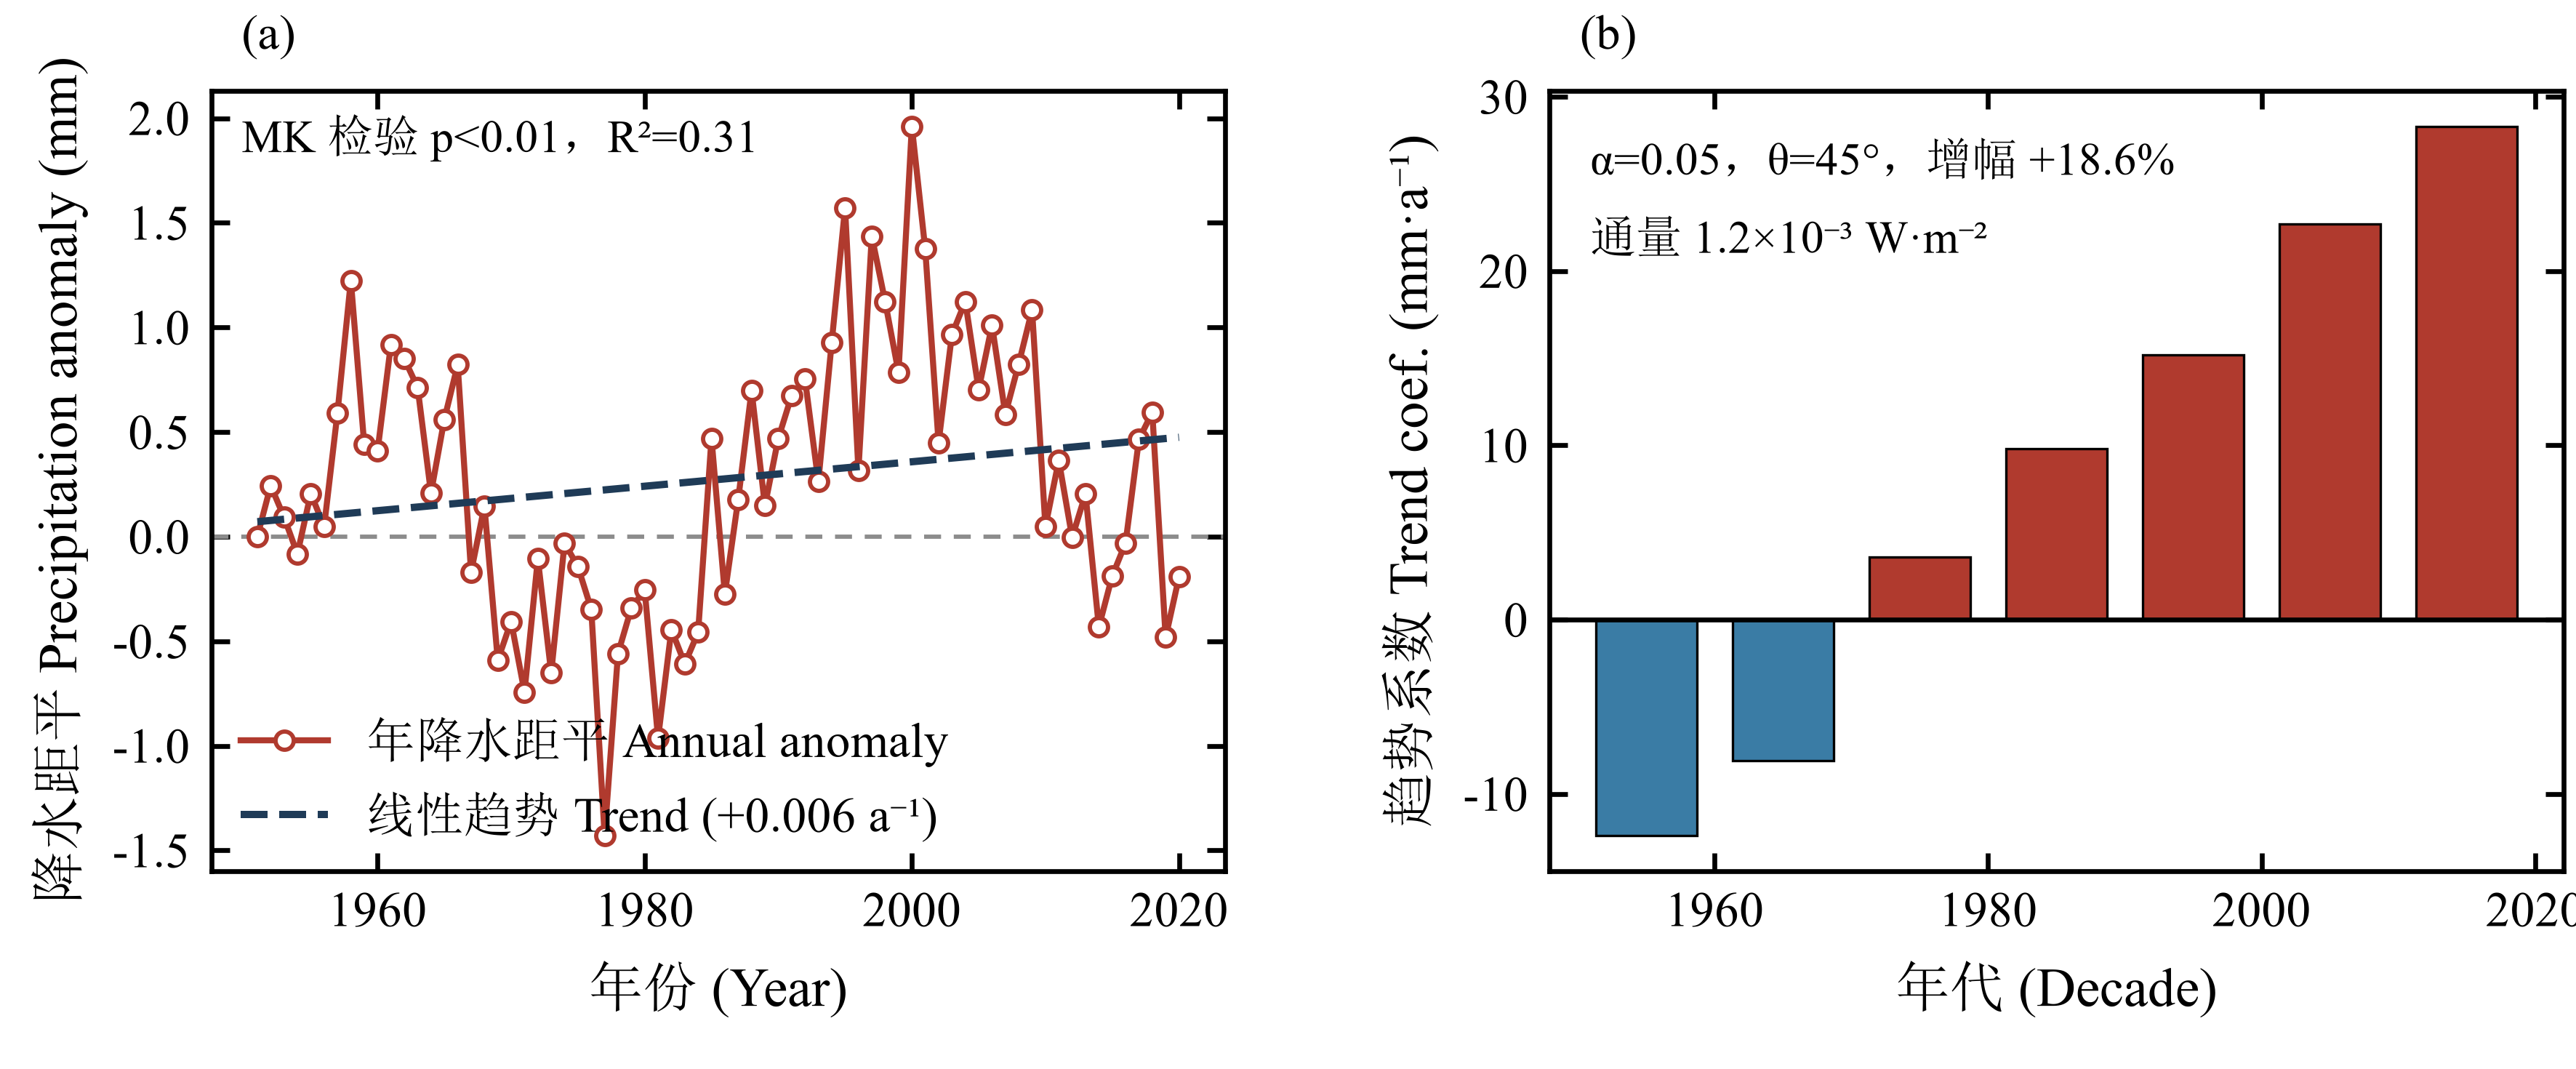 (a)
降水距平 Precipitation anomaly (mm)
2.0
1.5
1.0
0.5
0.0
-0.5
-1.0
-1.5
MK 检验 p<0.01，R²=0.31
年降水距平 Annual anomaly
线性趋势 Trend (+0.006 a⁻¹)
1960 1980 2000 2020
年份 (Year)
(b)
趋势系数 Trend coef. (mm·a⁻¹)
30
20
10
0
-10
α=0.05，θ=45°，增幅 +18.6%
通量 1.2×10⁻³ W·m⁻²
1960 1980 2000 2020
年代 (Decade)